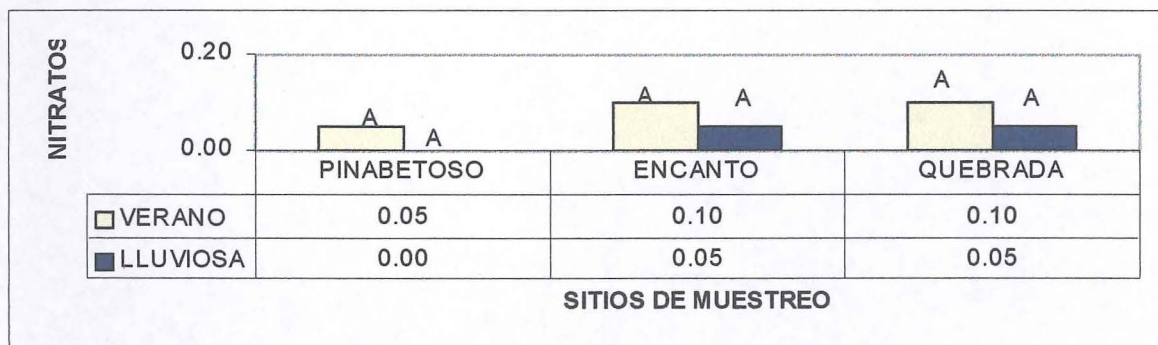 NITRATOS
0.20
0.00
A
A
A
A
A
A
PINABETOSO ENCANTO QUEBRADA
VERANO 0.05 0.10 0.10
LLUVIOSA 0.00 0.05 0.05
SITIOS DE MUESTREO